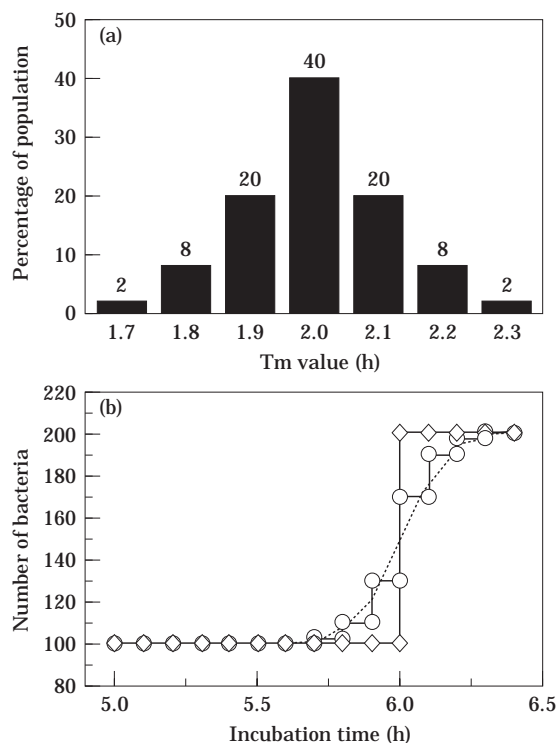 (a)
50
40
30
20
10
0
Percentage of population
2
8
20
40
20
8
2
1.7 1.8 1.9 2.0 2.1 2.2 2.3
Tm value (h)
(b)
220
200
180
160
140
120
100
80
Number of bacteria
5.0 5.5 6.0 6.5
Incubation time (h)